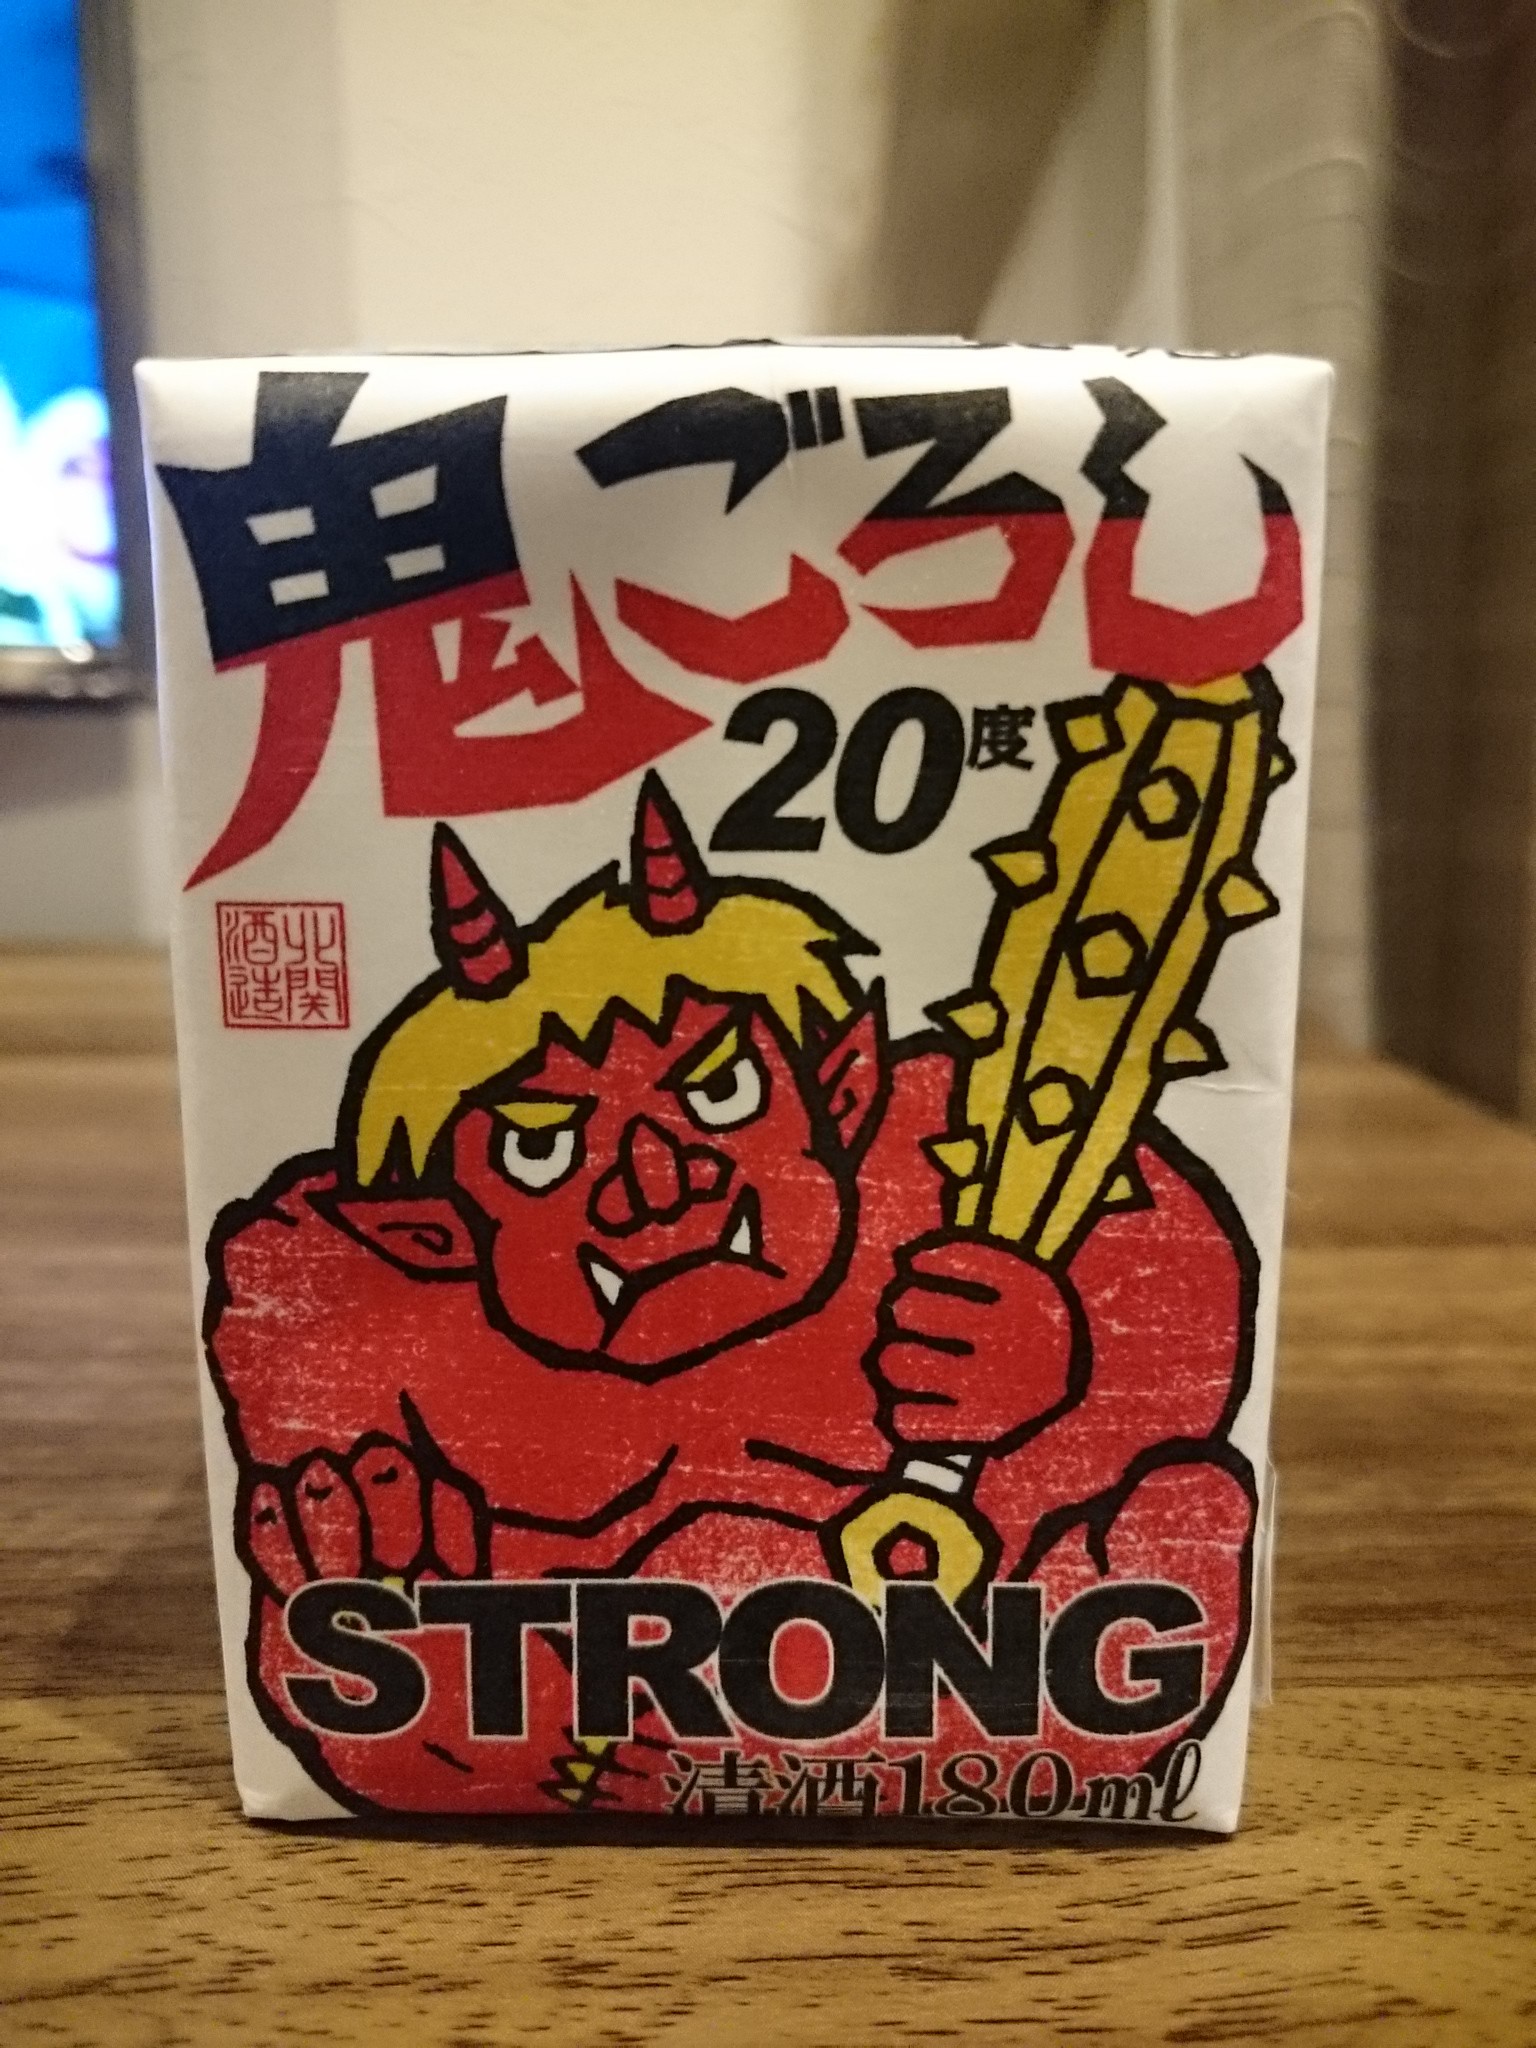 鬼ごろし
20度
北関
酒造
STRONG
清酒180ml